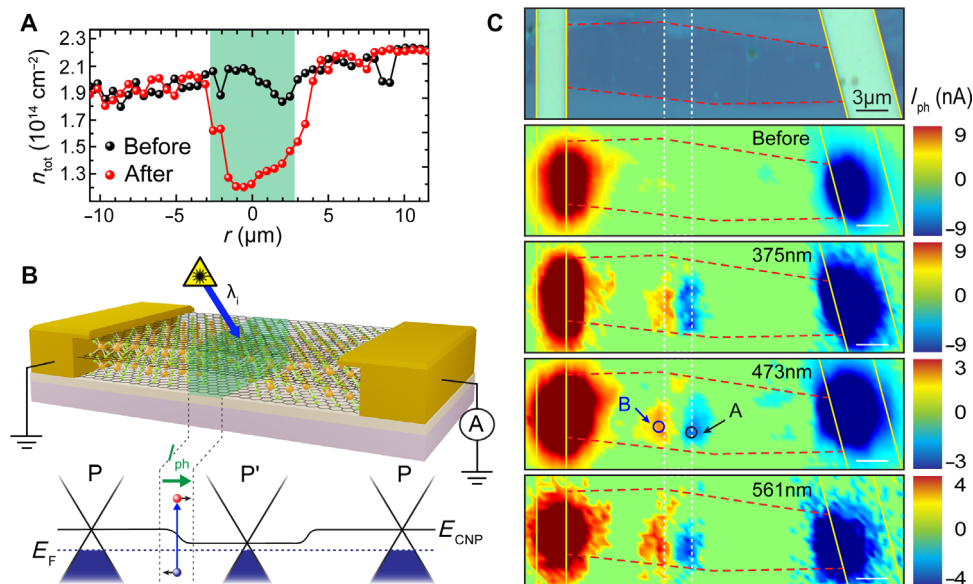 A
2.3
2.1
1.9
1.7
1.5
1.3
n_tot (10^14 cm^−2)
Before
After
-10
−5
0
5
10
r (μm)
B
λ_i
A
I_ph
P
P'
P
E_F
E_CNP
C
3μm
I_ph (nA)
Before
9
0
−9
375nm
9
0
−9
473nm
B
A
3
0
−3
561nm
4
0
−4